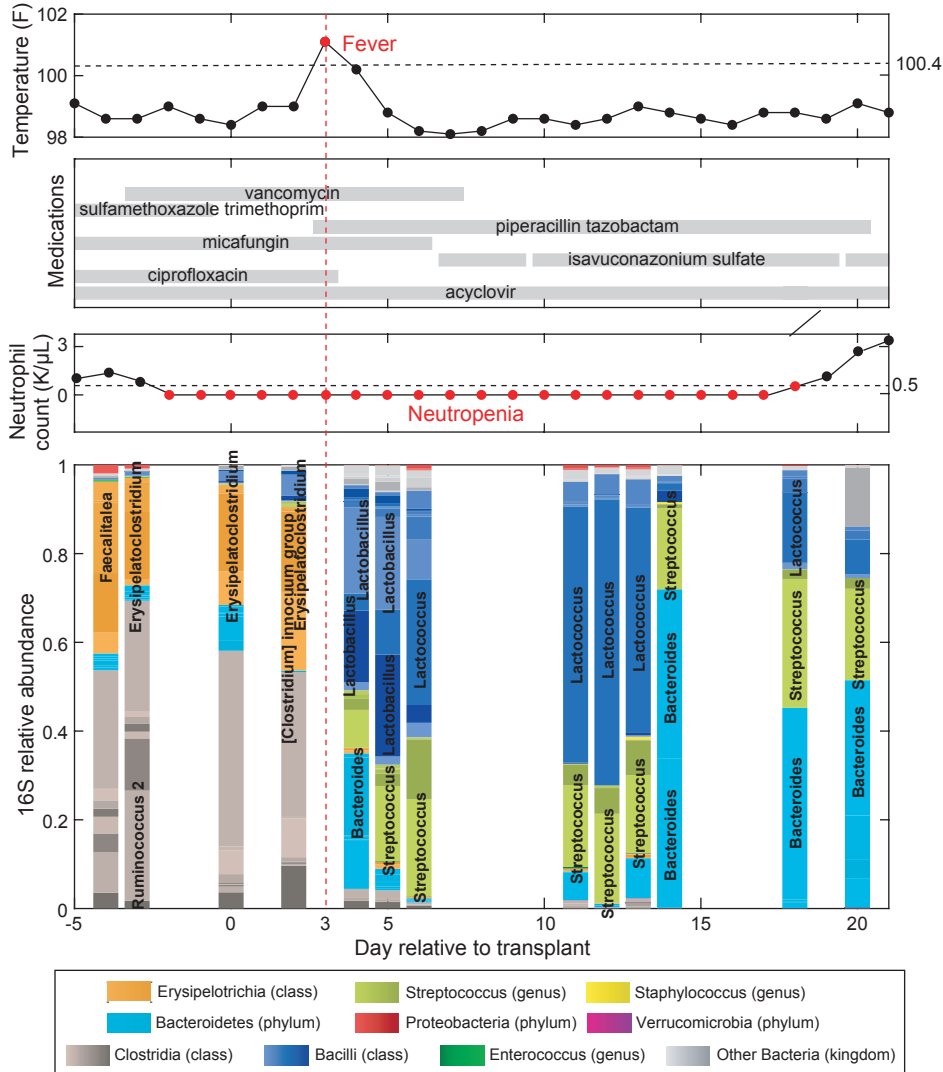 Temperature (F)
102
100
98
Fever
100.4
Medications
vancomycin
sulfamethoxazole trimethoprim
piperacillin tazobactam
micafungin
isavuconazonium sulfate
ciprofloxacin
acyclovir
Neutrophil
count (K/μL)
3
0
0.5
Neutropenia
16S relative abundance
1
0.8
0.6
0.4
0.2
0
Faecalitalea
Erysipelatoclostridium
Ruminococcus 2
Erysipelatoclostridium
[Clostridium] innocuum group
Erysipelatoclostridium
Lactobacillus
Lactobacillus
Bacteroides
Lactobacillus
Lactobacillus
Streptococcus
Lactococcus
Streptococcus
Lactococcus
Streptococcus
Lactococcus
Streptococcus
Lactococcus
Streptococcus
Streptococcus
Bacteroides
Bacteroides
Lactococcus
Streptococcus
Bacteroides
Streptococcus
Bacteroides
-5 0 3 5 10 15 20
Day relative to transplant
Erysipelotrichia (class) Streptococcus (genus) Staphylococcus (genus)
Bacteroidetes (phylum) Proteobacteria (phylum) Verrucomicrobia (phylum)
Clostridia (class) Bacilli (class) Enterococcus (genus) Other Bacteria (kingdom)